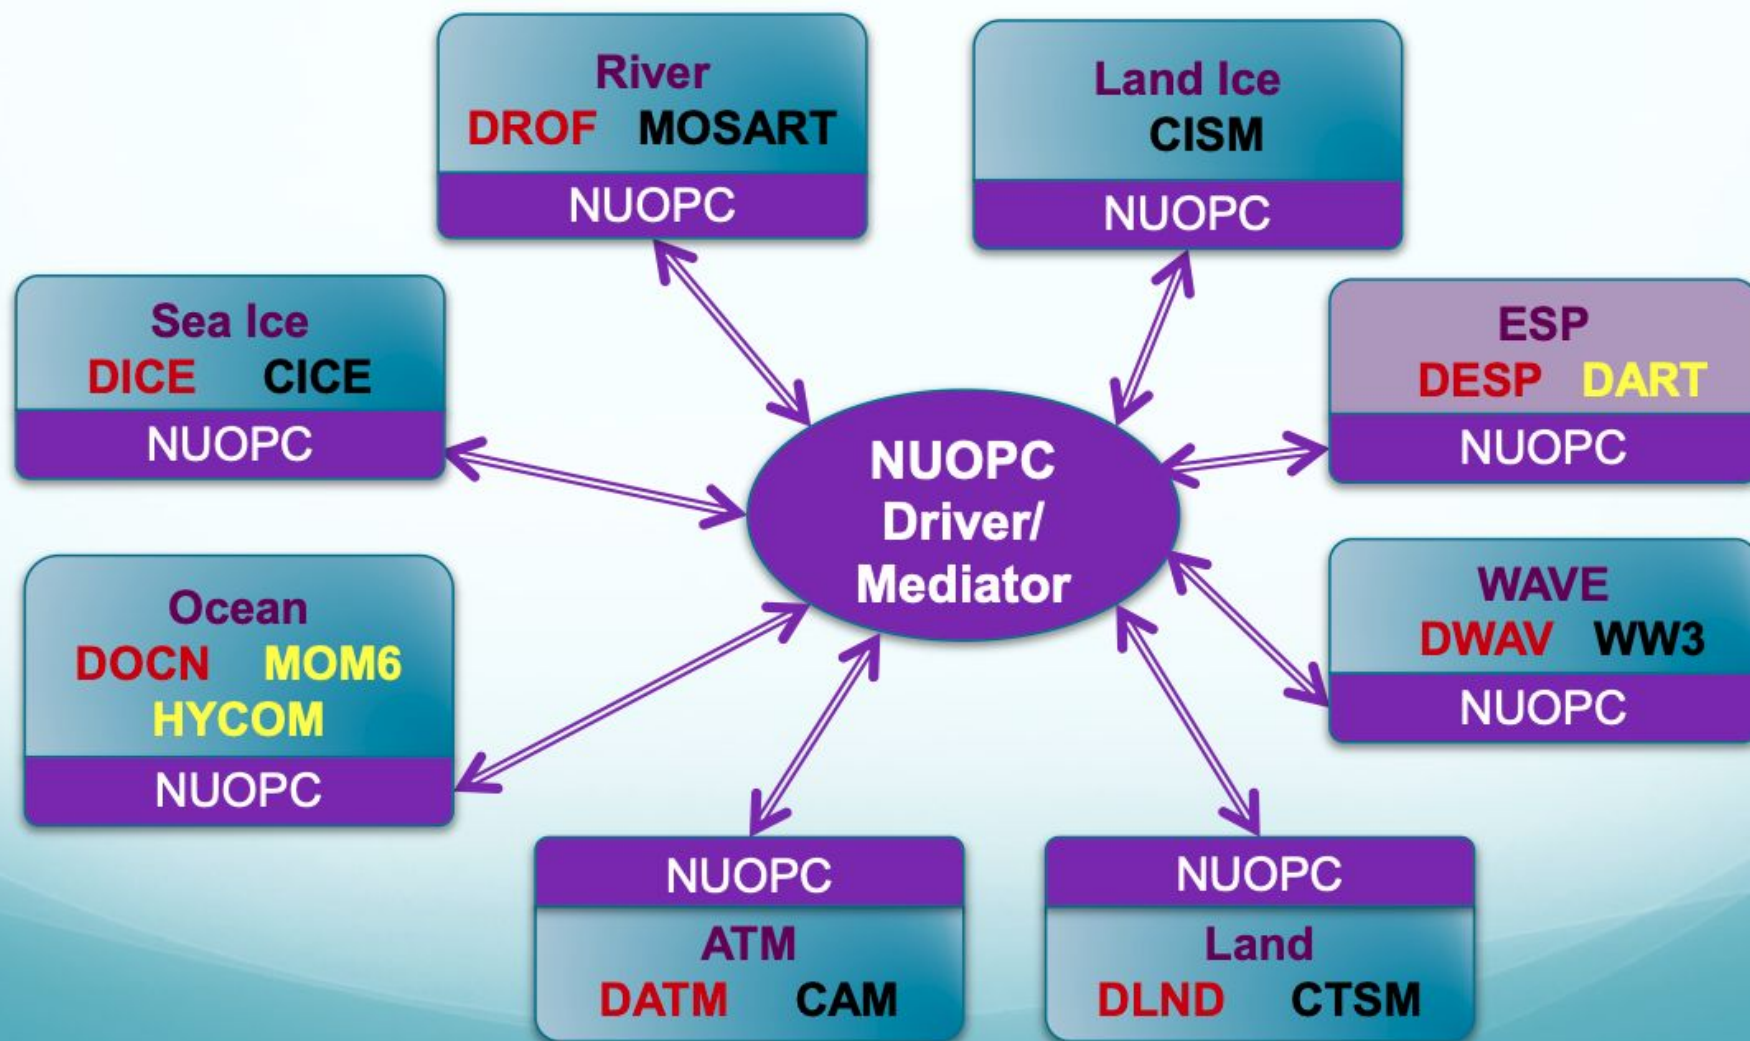 River
DROF MOSART
NUOPC
Land Ice
CISM
NUOPC
Sea Ice
DICE CICE
NUOPC
ESP
DESP DART
NUOPC
NUOPC
Driver/
Mediator
Ocean
DOCN MOM6
HYCOM
NUOPC
WAVE
DWAV WW3
NUOPC
NUOPC
ATM
DATM CAM
NUOPC
Land
DLND CTSM